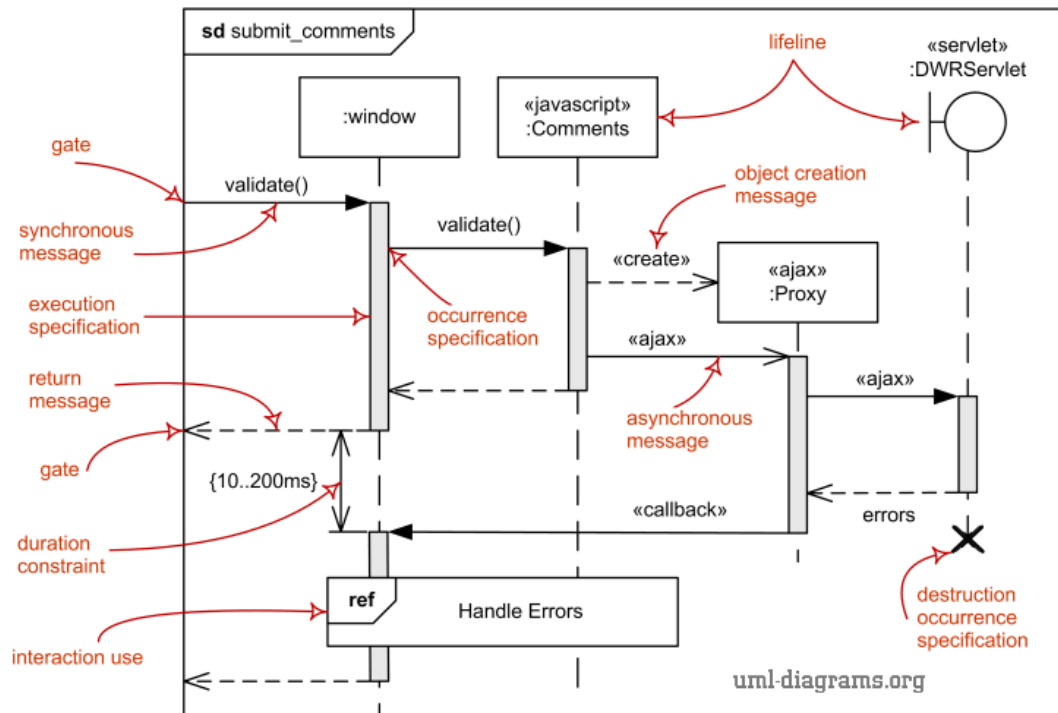 sd submit_comments
lifeline
«servlet»
:DWRServlet
:window
«javascript»
:Comments
gate
validate()
object creation
message
synchronous
message
validate()
«create»
«ajax»
:Proxy
execution
specification
occurrence
specification
«ajax»
return
message
«ajax»
asynchronous
message
gate
{10..200ms}
«callback»
errors
duration
constraint
ref
Handle Errors
destruction
occurrence
specification
interaction use
uml-diagrams.org